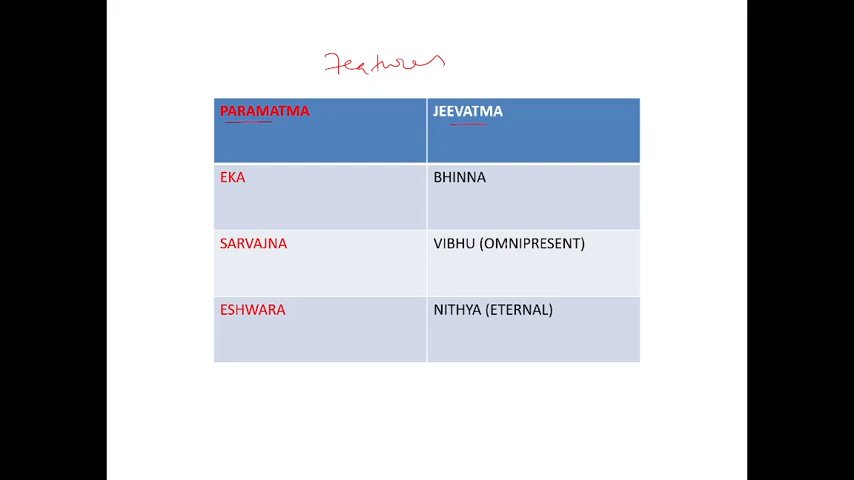 Features
PARAMATMA JEEVATMA
EKA BHINNA
SARVAJNA VIBHU (OMNIPRESENT)
ESHWARA NITHYA (ETERNAL)